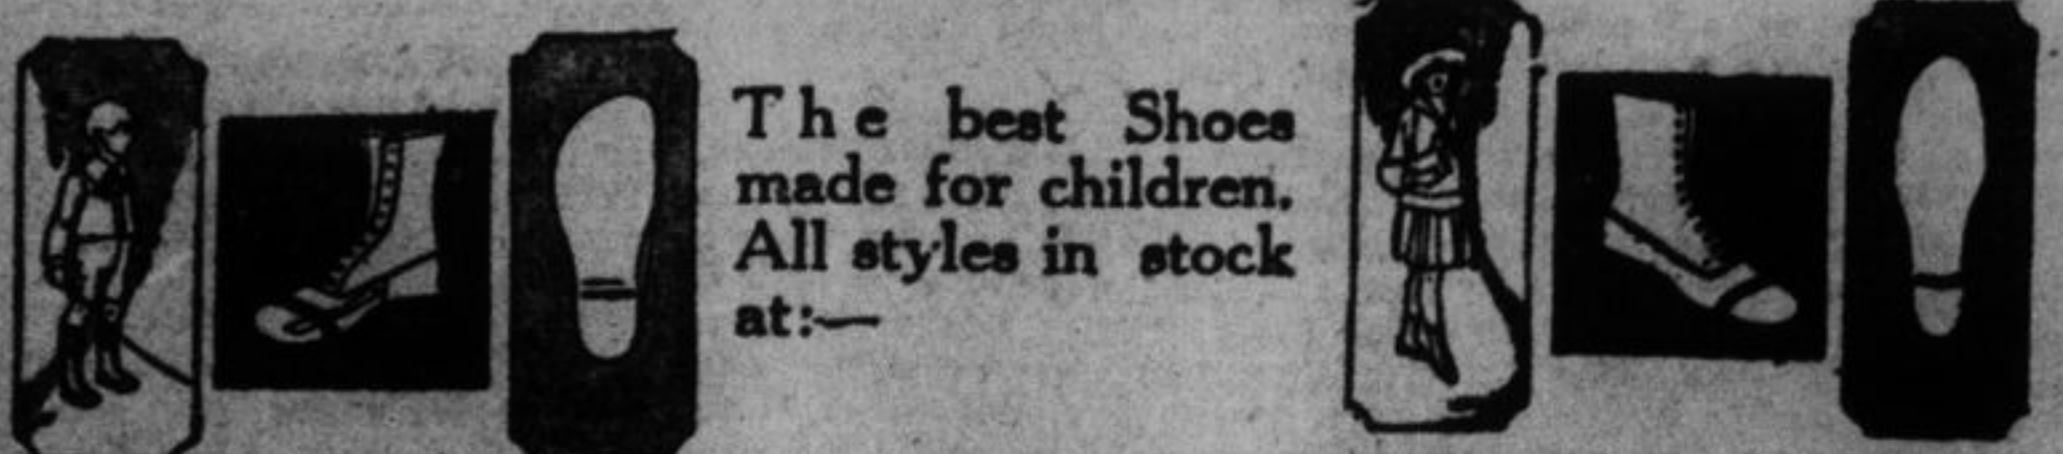 The best Shoes
made for children.
All styles in stock
at:—